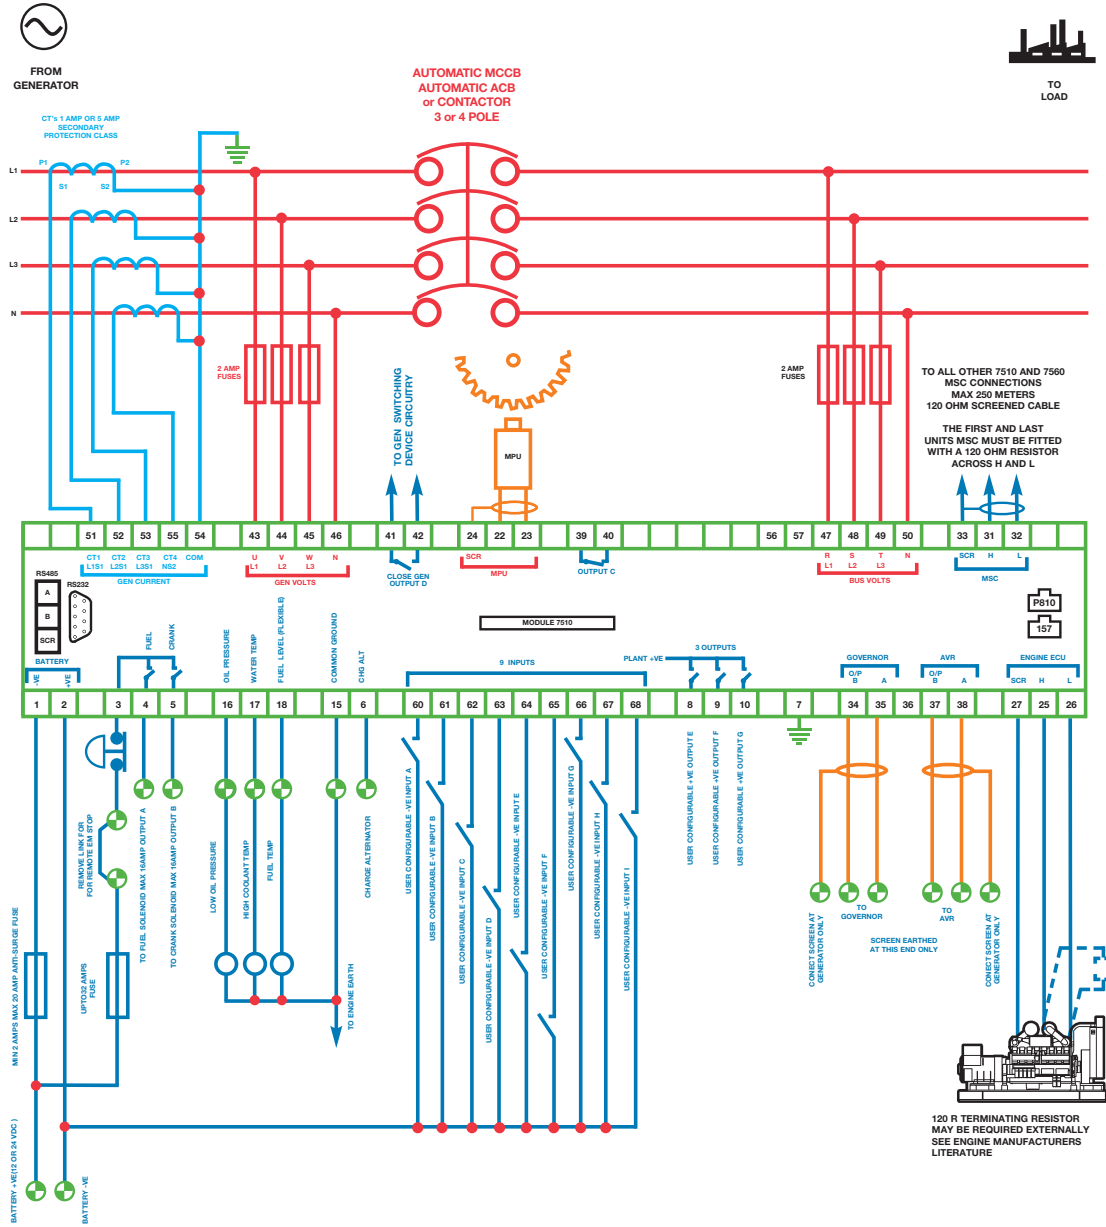 FROM
GENERATOR
AUTOMATIC MCCB
AUTOMATIC ACB
or CONTACTOR
3 or 4 POLE
TO
LOAD
CT's 1 AMP OR 5 AMP
SECONDARY
PROTECTION CLASS
P1
P2
L1
S1
S2
L2
L3
N
2 AMP
FUSES
TO GEN SWITCHING
DEVICE CIRCUITRY
MPU
2 AMP
FUSES
TO ALL OTHER 7510 AND 7560
MSC CONNECTIONS
MAX 250 METERS
120 OHM SCREENED CABLE
THE FIRST AND LAST
UNITS MSC MUST BE FITTED
WITH A 120 OHM RESISTOR
ACROSS H AND L
51 52 53 55 54 43 44 45 46 41 42 24 22 23 39 40 56 57 47 48 49 50 33 31 32
CT1 CT2 CT3 CT4 COM
L1S1 L2S1 L3S1 NS2
GEN CURRENT
U V W N
L1 L2 L3
GEN VOLTS
CLOSE GEN
OUTPUT D
SCR
MPU
OUTPUT C
R S T N
L1 L2 L3
BUS VOLTS
SCR H L
MSC
RS485
A
B
SCR
RS232
MODULE 7510
P810
157
BATTERY
-VE
+VE
FUEL
CRANK
OIL PRESSURE
WATER TEMP
FUEL LEVEL (FLEXIBLE)
COMMON GROUND
CHG ALT
9 INPUTS
PLANT +VE
3 OUTPUTS
GOVERNOR
O/P
B A
AVR
O/P
B A
ENGINE ECU
SCR H L
1 2 3 4 5 16 17 18 15 6 60 61 62 63 64 65 66 67 68 8 9 10 7 34 35 36 37 38 27 25 26
REMOVE LINK FOR
FOR REMOTE EM STOP
TO FUEL SOLENOID MAX 16AMP OUTPUT A
TO CRANK SOLENOID MAX 16AMP OUTPUT B
LOW OIL PRESSURE
HIGH COOLANT TEMP
FUEL TEMP
TO ENGINE EARTH
CHARGE ALTERNATOR
USER CONFIGURABLE -VE INPUT A
USER CONFIGURABLE -VE INPUT B
USER CONFIGURABLE -VE INPUT C
USER CONFIGURABLE -VE INPUT D
USER CONFIGURABLE -VE INPUT E
USER CONFIGURABLE -VE INPUT F
USER CONFIGURABLE -VE INPUT G
USER CONFIGURABLE -VE INPUT H
USER CONFIGURABLE -VE INPUT I
USER CONFIGURABLE +VE OUTPUT E
USER CONFIGURABLE +VE OUTPUT F
USER CONFIGURABLE +VE OUTPUT G
CONECT SCREEN AT
GENERATOR ONLY
TO
GOVERNOR
SCREEN EARTHED
AT THIS END ONLY
TO
AVR
CONECT SCREEN AT
GENERATOR ONLY
MIN 2 AMPS MAX 20 AMP ANTI-SURGE FUSE
UPTO32 AMPS
FUSE
BATTERY +VE(12 OR 24 VDC )
BATTERY -VE
120 R TERMINATING RESISTOR
MAY BE REQUIRED EXTERNALLY
SEE ENGINE MANUFACTURERS
LITERATURE